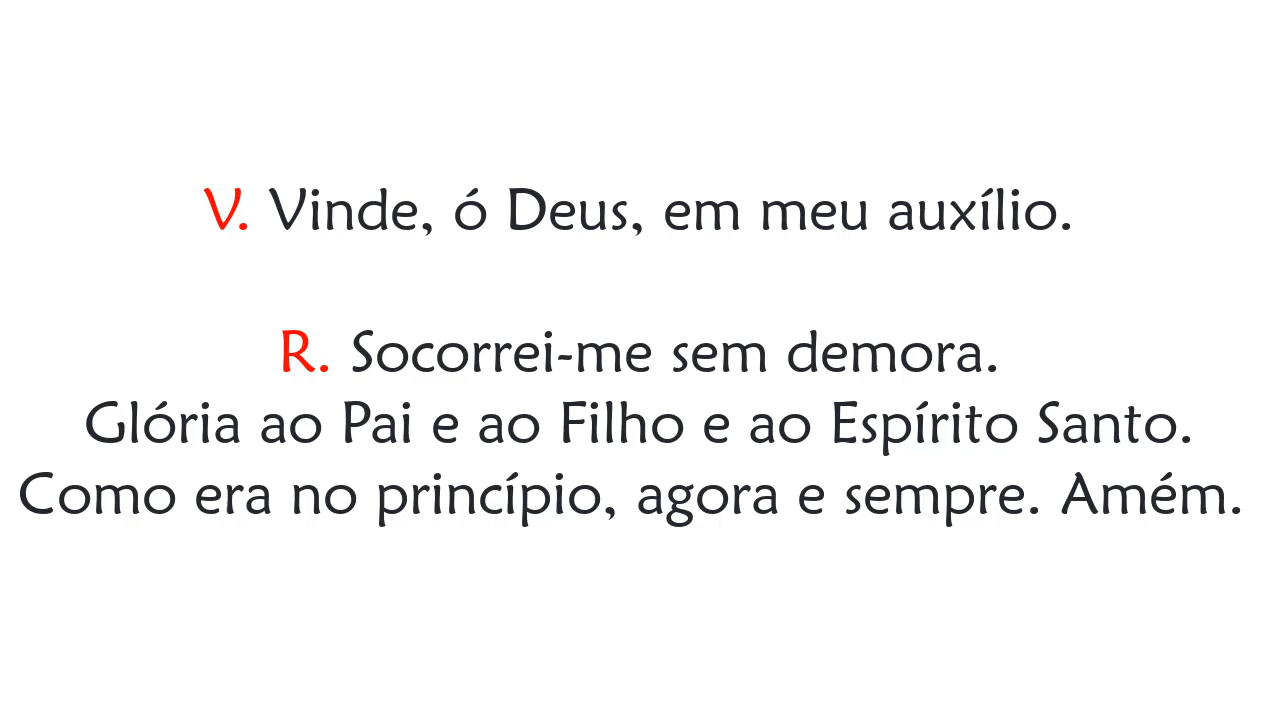 V. Vinde, ó Deus, em meu auxílio.
R. Socorrei-me sem demora.
Glória ao Pai e ao Filho e ao Espírito Santo.
Como era no princípio, agora e sempre. Amém.